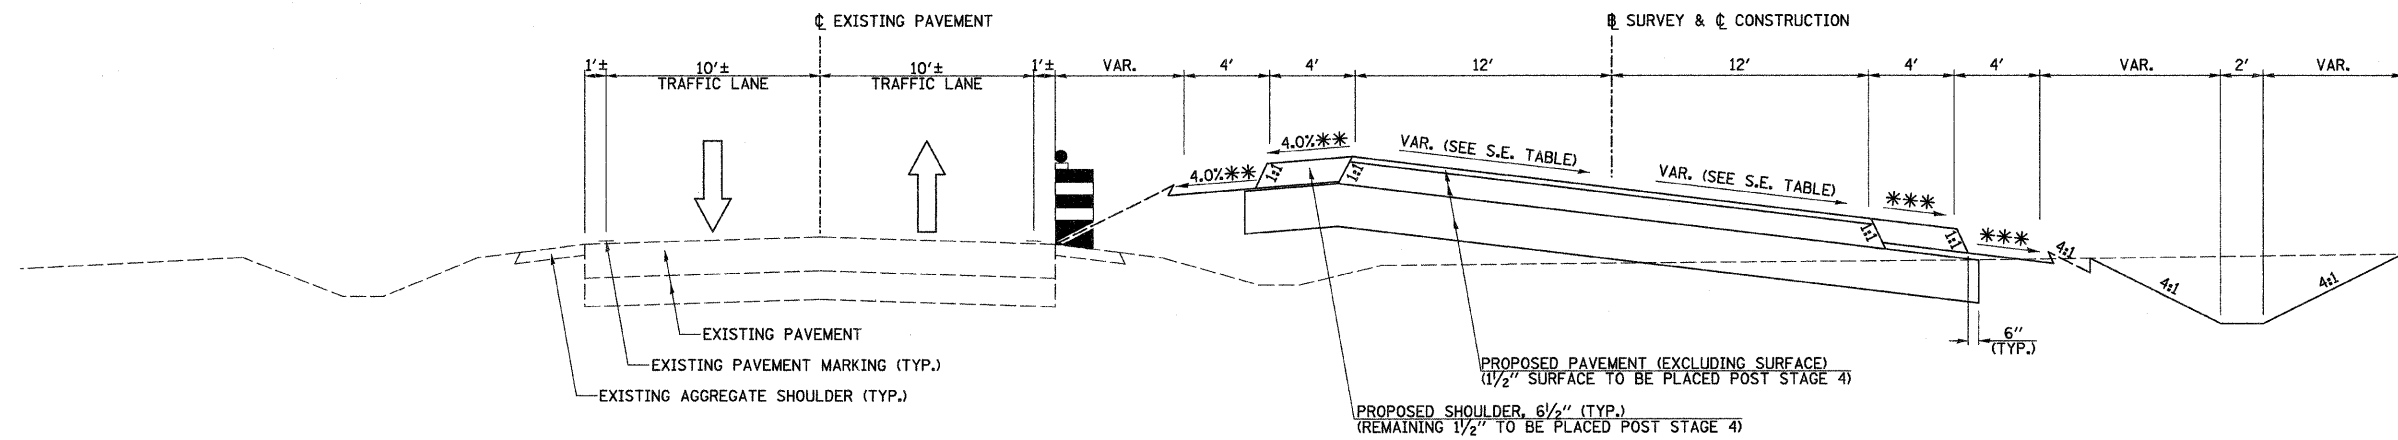 ℄ EXISTING PAVEMENT
B SURVEY & ℄ CONSTRUCTION
1'± 10'± 10'± 1'± VAR. 4' 4' 12' 12' 4' 4' VAR. 2' VAR.
TRAFFIC LANE TRAFFIC LANE
4.0%**
VAR. (SEE S.E. TABLE)
4.0%**
1:1
1:1
VAR. (SEE S.E. TABLE)
***
1:1
1:1
***
4:1
4:1
4:1
EXISTING PAVEMENT
6"
(TYP.)
EXISTING PAVEMENT MARKING (TYP.)
PROPOSED PAVEMENT (EXCLUDING SURFACE)
(1½" SURFACE TO BE PLACED POST STAGE 4)
EXISTING AGGREGATE SHOULDER (TYP.)
PROPOSED SHOULDER, 6½" (TYP.)
(REMAINING 1½" TO BE PLACED POST STAGE 4)